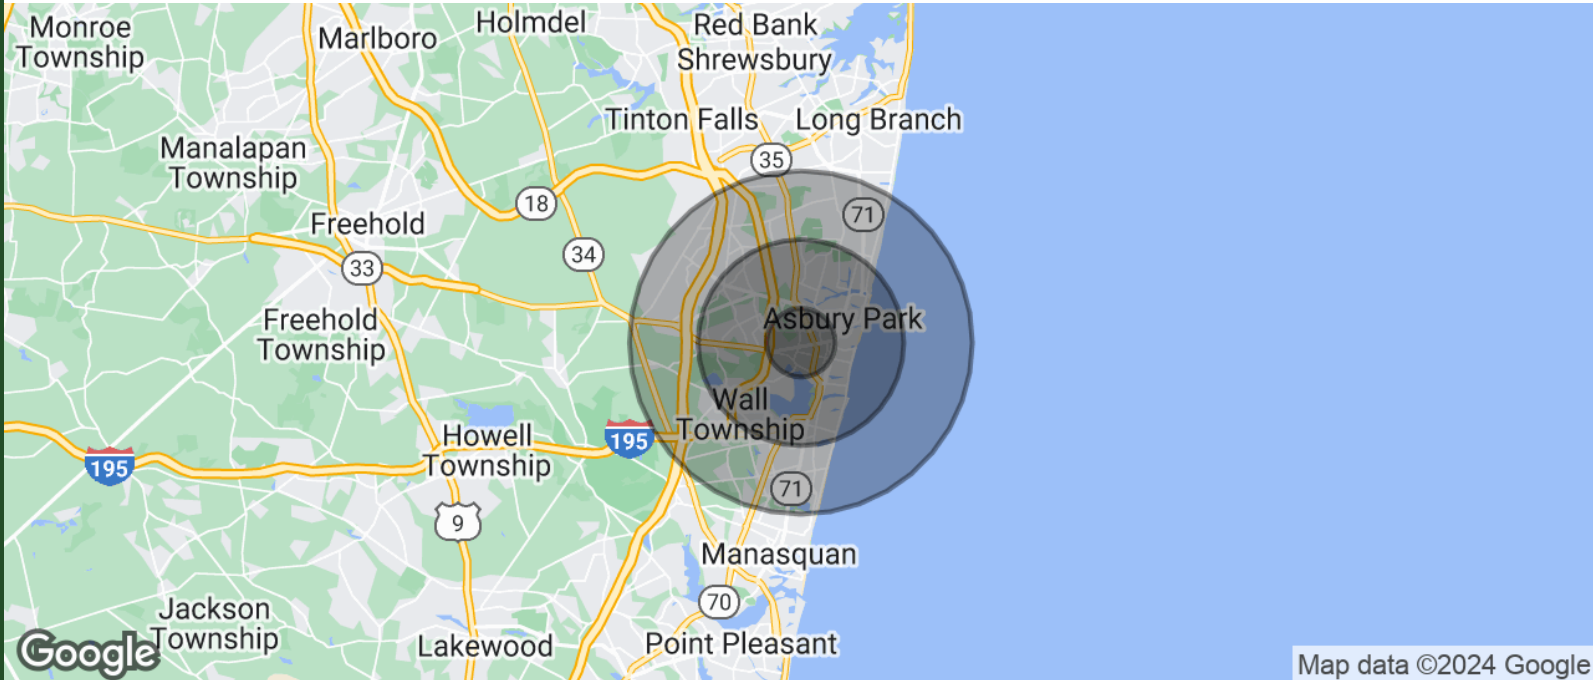 Monroe
Township
Marlboro
Holmdel
Red Bank
Shrewsbury
Tinton Falls
Long Branch
Manalapan
Township
35
18
71
Freehold
34
33
Freehold
Township
Asbury Park
Wall
Township
Howell
Township
195
195
71
9
Manasquan
70
Jackson
Township
Lakewood
Point Pleasant
Google
Map data ©2024 Google